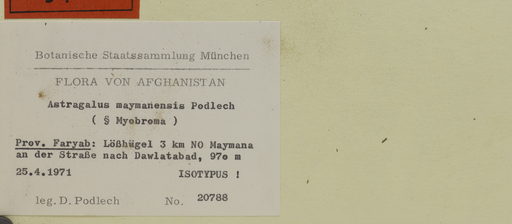 Botanische Staatssammlung München
FLORA VON AFGHANISTAN
Astragalus maymanensis Podlech
( § Myobroma )
Prov. Faryab: Lößhügel 3 km NO Maymana
an der Straße nach Dawlatabad, 970 m
25.4.1971 ISOTYPUS !
leg. D. Podlech No. 20788